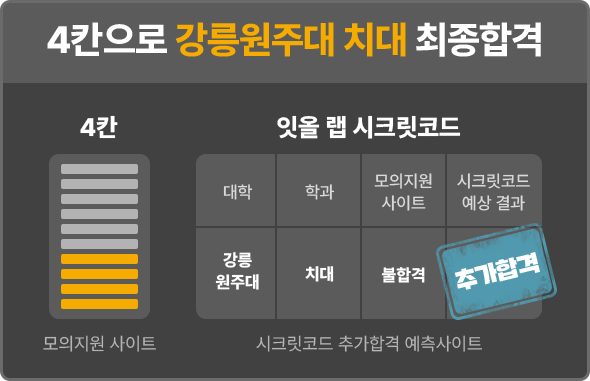 4칸으로 강릉원주대 치대 최종합격
4칸
잇올 랩 시크릿코드
대학
학과
모의지원
사이트
시크릿코드
예상 결과
강릉
원주대
치대
불합격
추가합격
모의지원 사이트
시크릿코드 추가합격 예측사이트